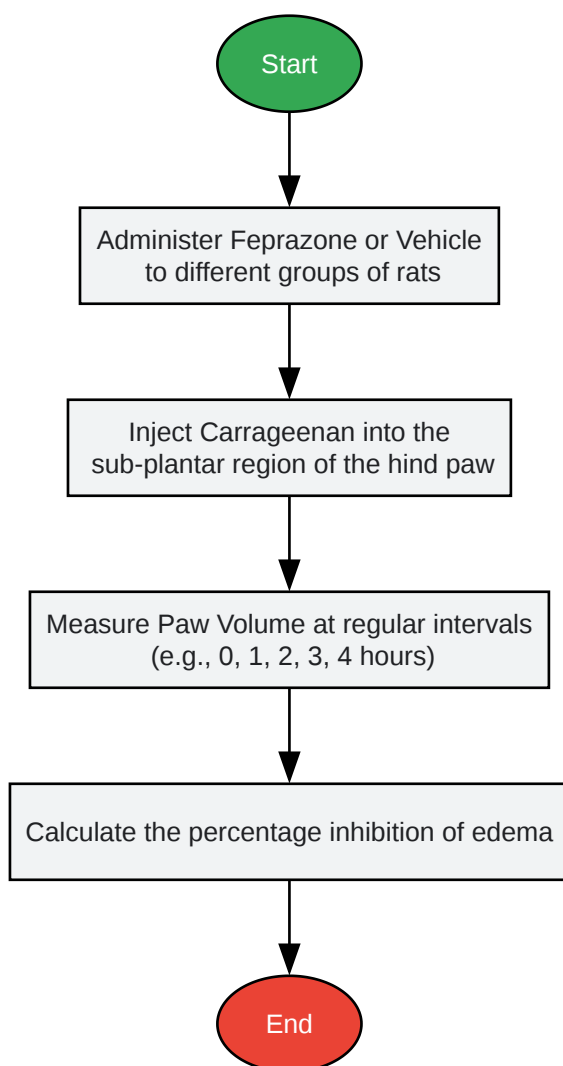 Start
Administer Feprazone or Vehicle
to different groups of rats
Inject Carrageenan into the
sub-plantar region of the hind paw
Measure Paw Volume at regular intervals
(e.g., 0, 1, 2, 3, 4 hours)
Calculate the percentage inhibition of edema
End